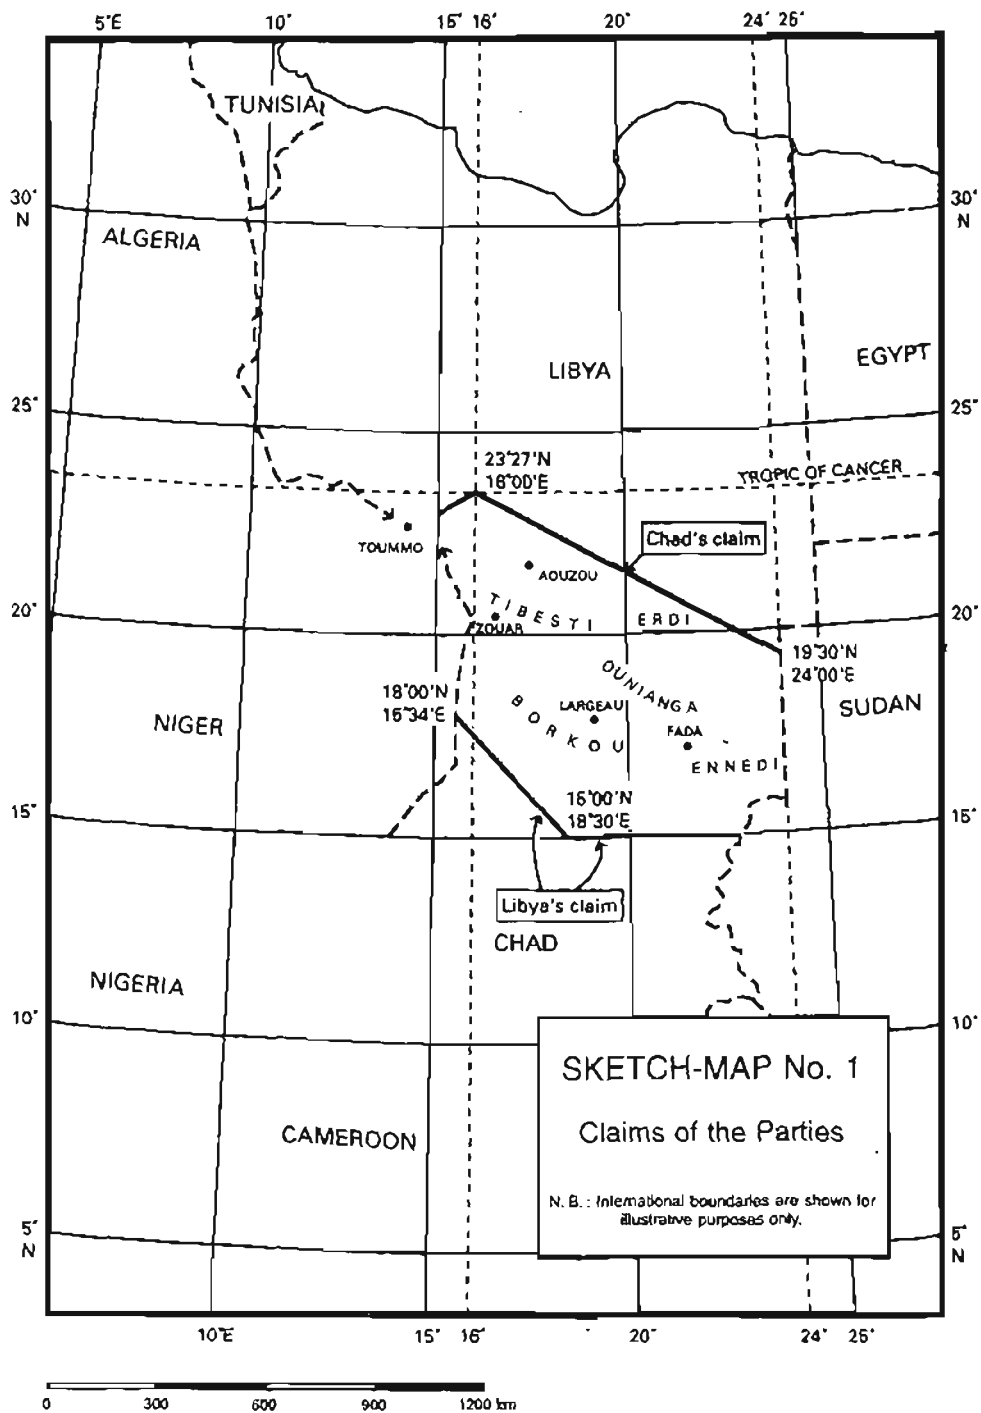 5°E 10° 15° 16° 20° 24° 25°
TUNISIA
30°
N
30°
N
ALGERIA
LIBYA
EGYPT
25°
25°
23°27'N
16°00'E
TROPIC OF CANCER
Chad's claim
TOUMMO
AOUZOU
20°
20°
TIBESTI
ERDI
ZOUAR
19°30'N
24°00'E
OUNIANGA
18°00'N
15°34'E
SUDAN
NIGER
BORKOU
LARGEAU
FADA
ENNEDI
15°
15°
15°00'N
18°30'E
Libya's claim
CHAD
NIGERIA
10°
10°
SKETCH-MAP No. 1
Claims of the Parties
N. B. : International boundaries are shown for
illustrative purposes only.
CAMEROON
5°
N
5°
N
10°E 15° 16° 20° 24° 25°
0 300 600 900 1200 km